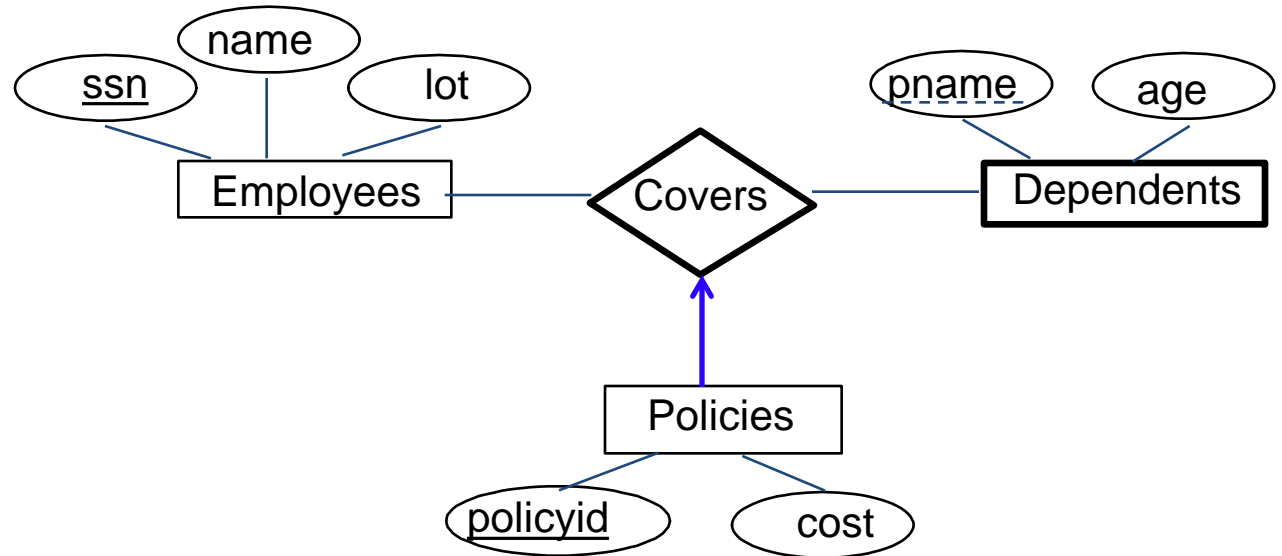 name
ssn
lot
pname
age
Employees
Covers
Dependents
Policies
policyid
cost